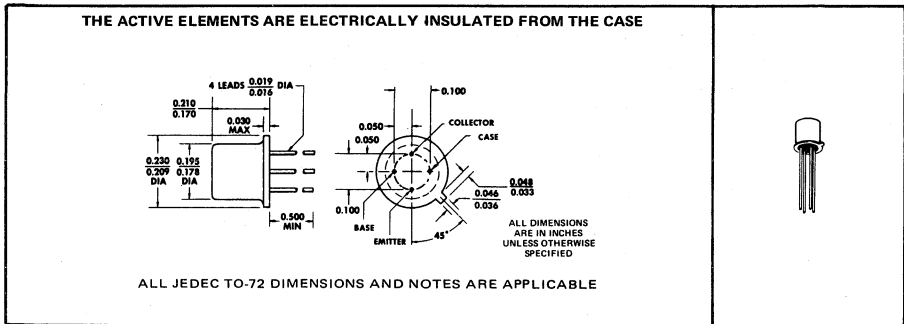 THE ACTIVE ELEMENTS ARE ELECTRICALLY INSULATED FROM THE CASE
4 LEADS 0.019/0.016 DIA
0.210
0.170
0.100
0.030
MAX
0.050
0.050
COLLECTOR
CASE
0.230
0.209
DIA
0.195
0.178
DIA
0.048
0.033
0.046
0.036
0.100
0.500
MIN
BASE
EMITTER
45°
ALL DIMENSIONS
ARE IN INCHES
UNLESS OTHERWISE
SPECIFIED
ALL JEDEC TO-72 DIMENSIONS AND NOTES ARE APPLICABLE